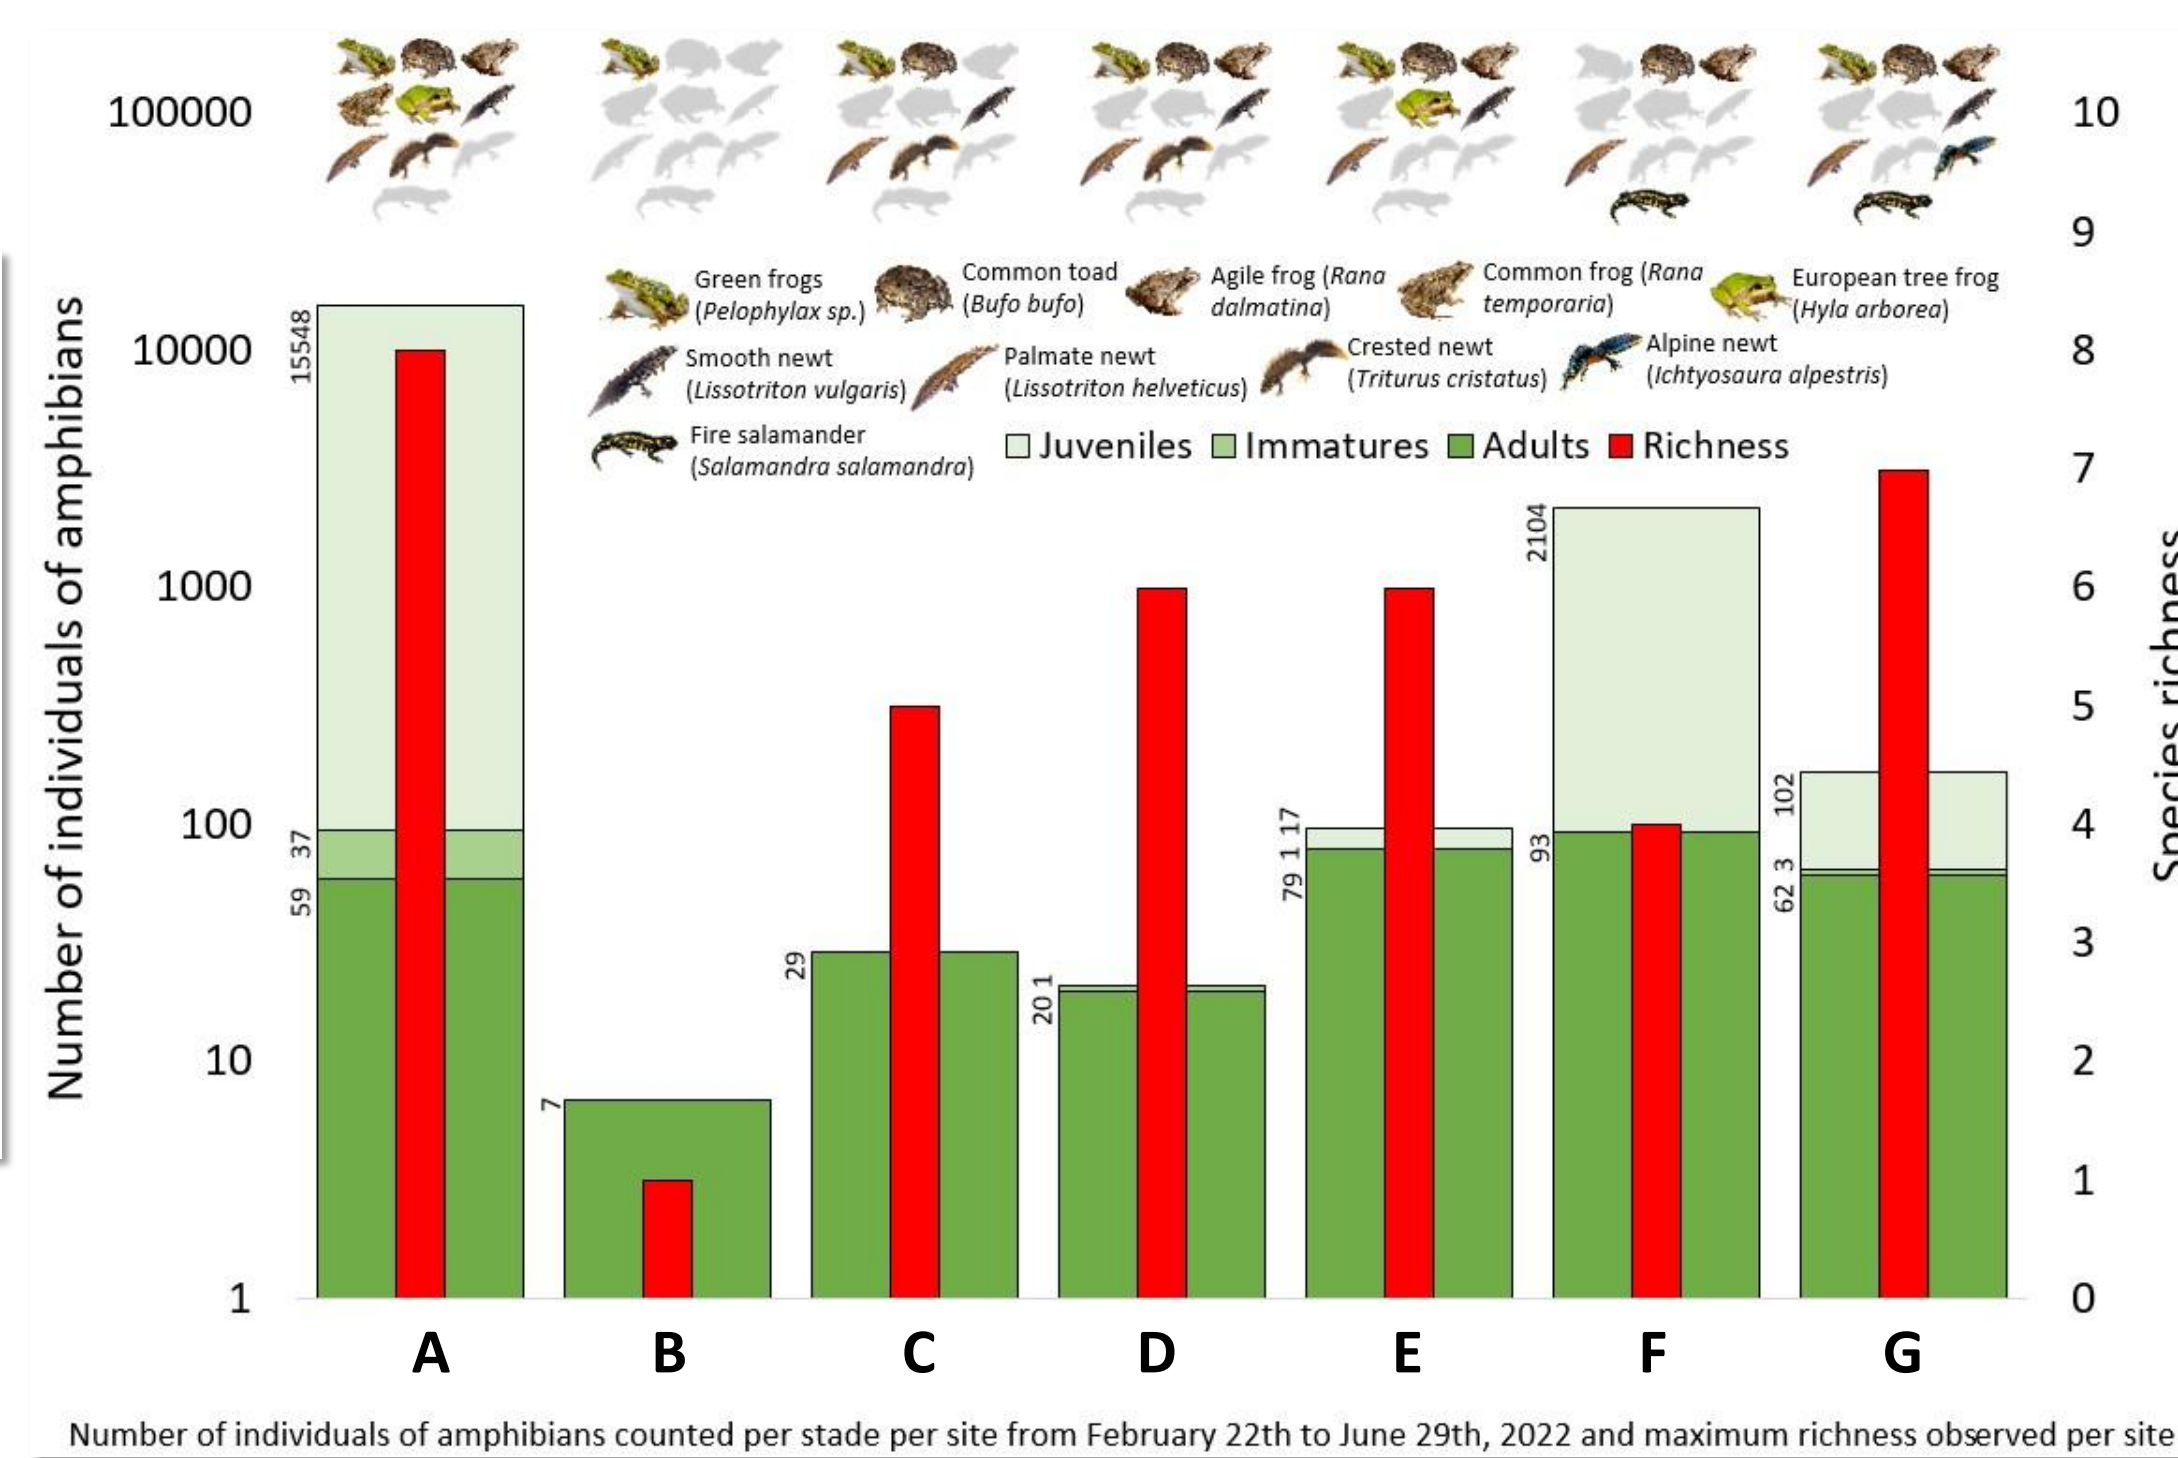 100000
10000
1000
100
10
1
Number of individuals of amphibians
10
9
8
7
6
5
4
3
2
1
0
Species richness
Green frogs
(Pelophylax sp.)
Common toad
(Bufo bufo)
Agile frog (Rana
dalmatina)
Common frog (Rana
temporaria)
European tree frog
(Hyla arborea)
Smooth newt
(Lissotriton vulgaris)
Palmate newt
(Lissotriton helveticus)
Crested newt
(Triturus cristatus)
Alpine newt
(Ichtyosaura alpestris)
Fire salamander
(Salamandra salamandra)
Juveniles Immatures Adults Richness
15548
37
59
7
29
1
20
17
1
79
2104
93
102
3
62
A B C D E F G
Number of individuals of amphibians counted per stade per site from February 22th to June 29th, 2022 and maximum richness observed per site